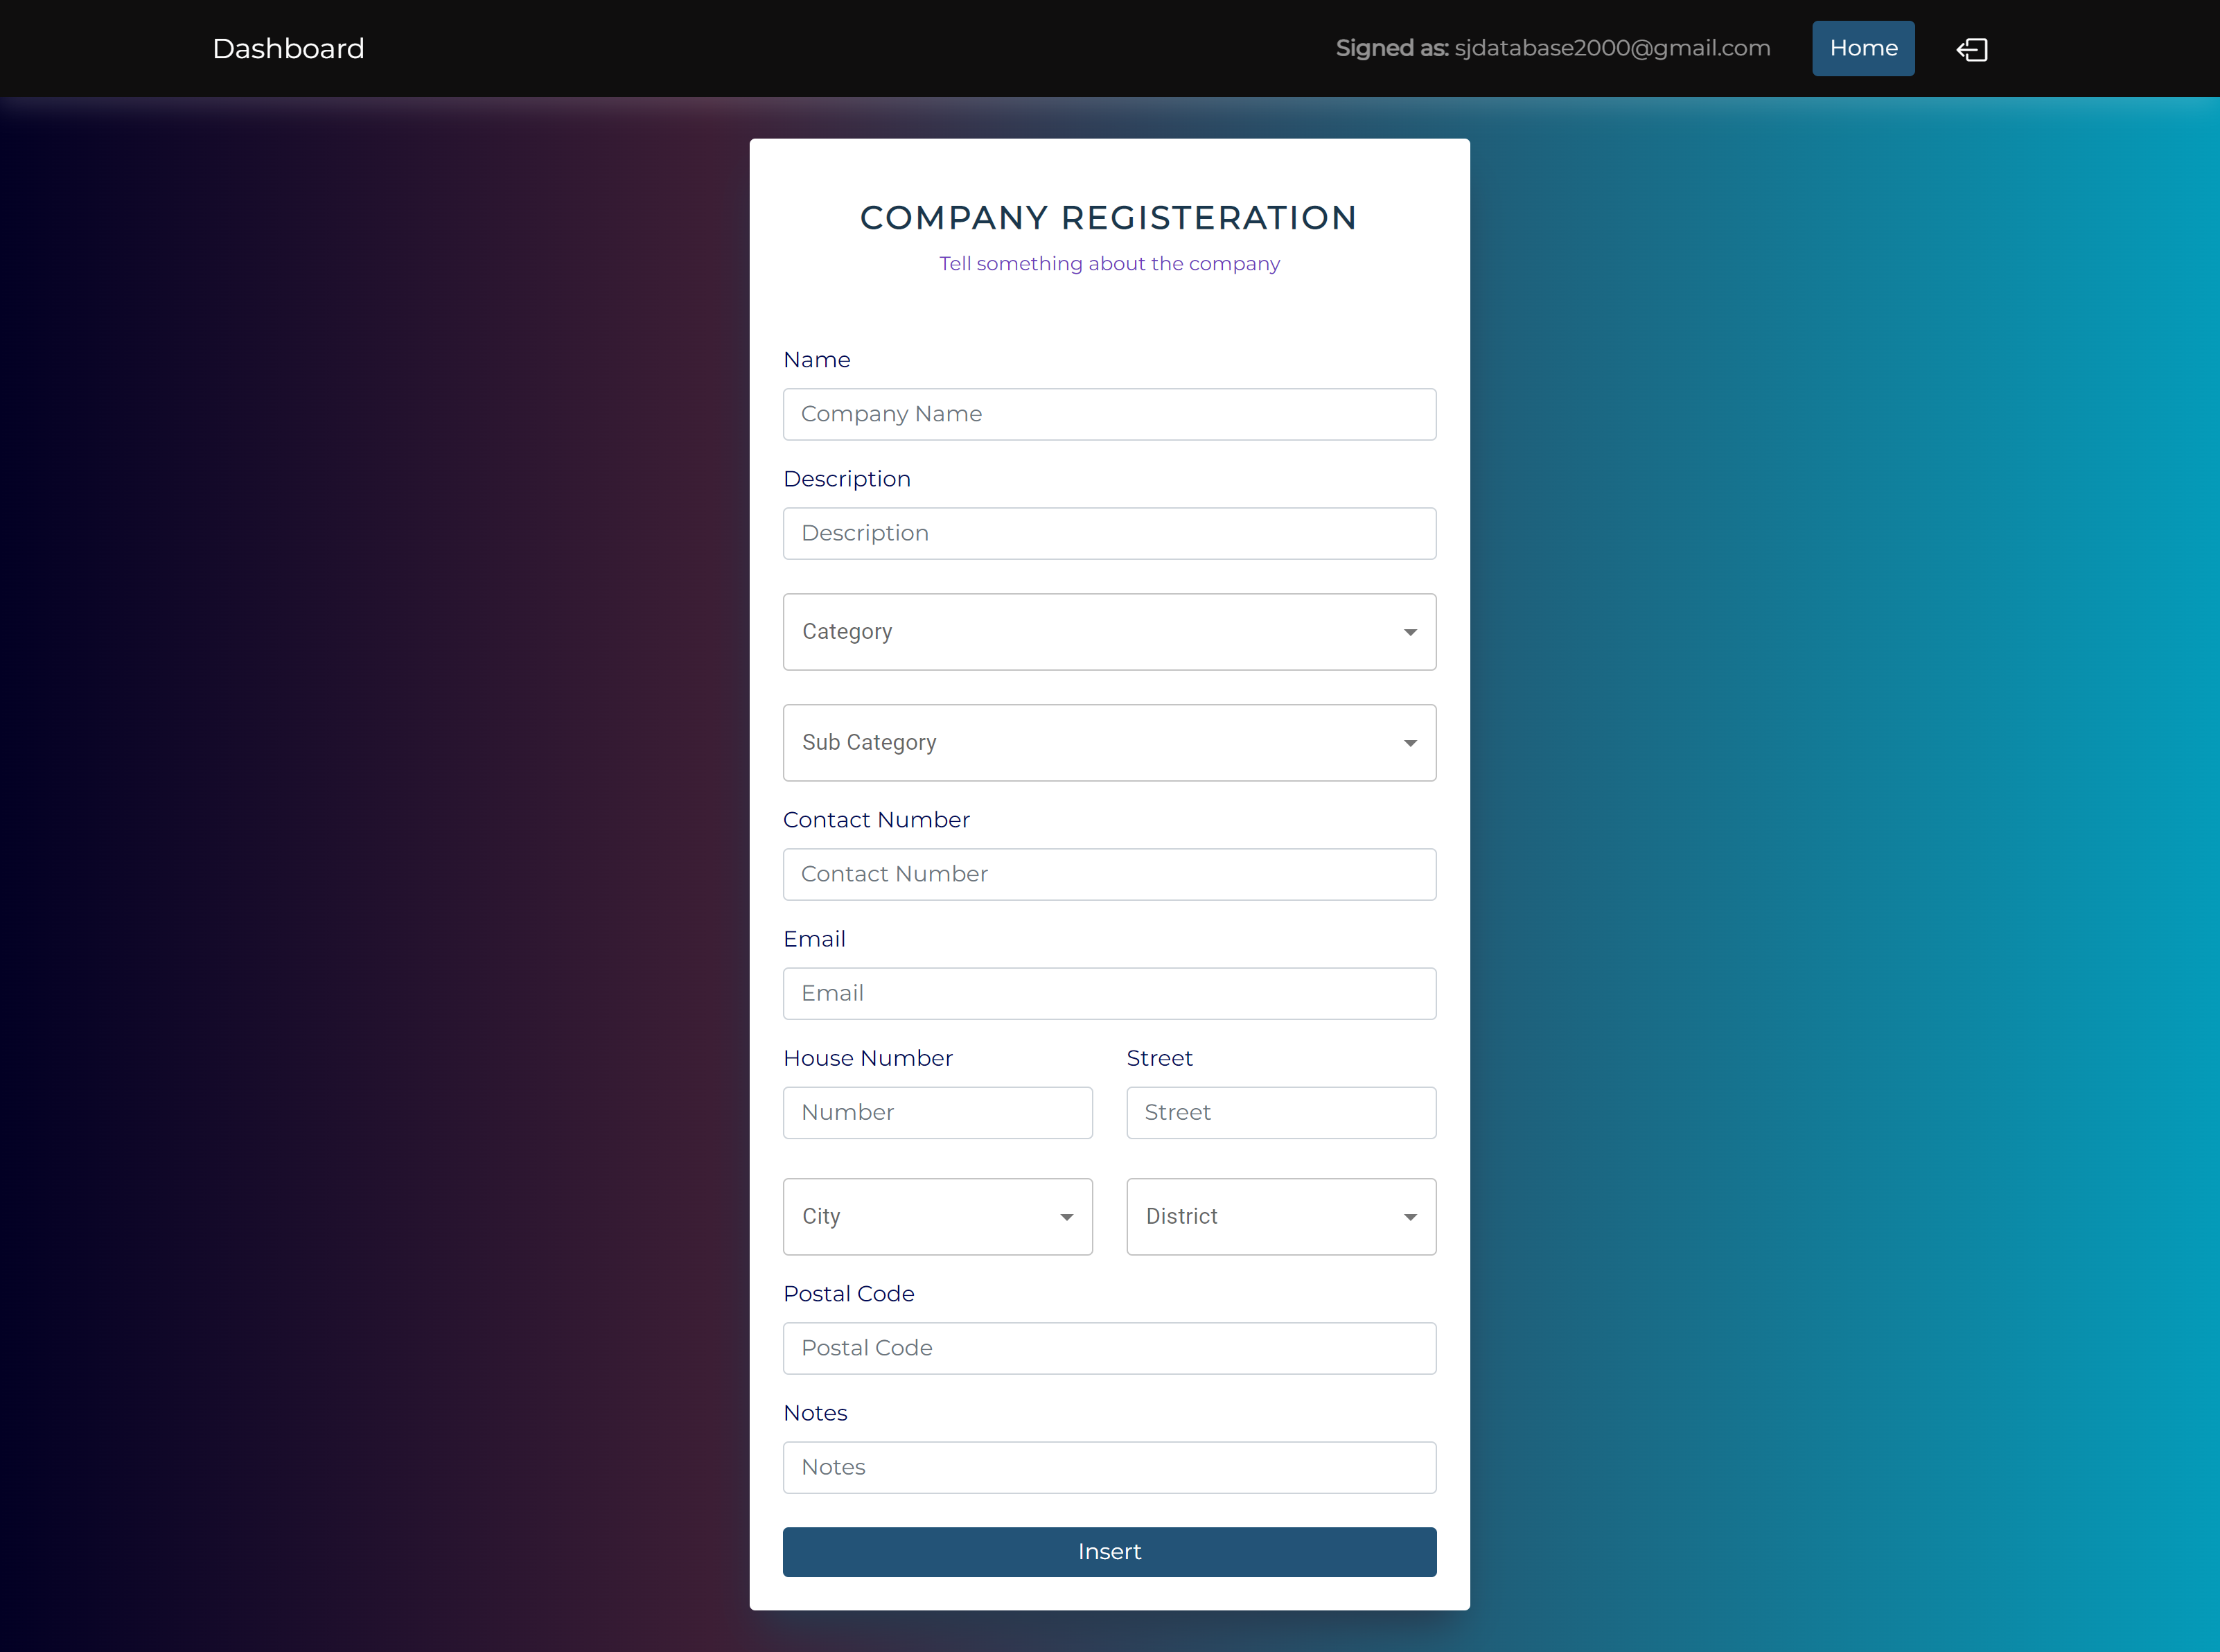 Dashboard
Signed as: sjdatabase2000@gmail.com
Home
COMPANY REGISTERATION
Tell something about the company
Name
Company Name
Description
Description
Category
Sub Category
Contact Number
Contact Number
Email
Email
House Number
Street
Number
Street
City
District
Postal Code
Postal Code
Notes
Notes
Insert